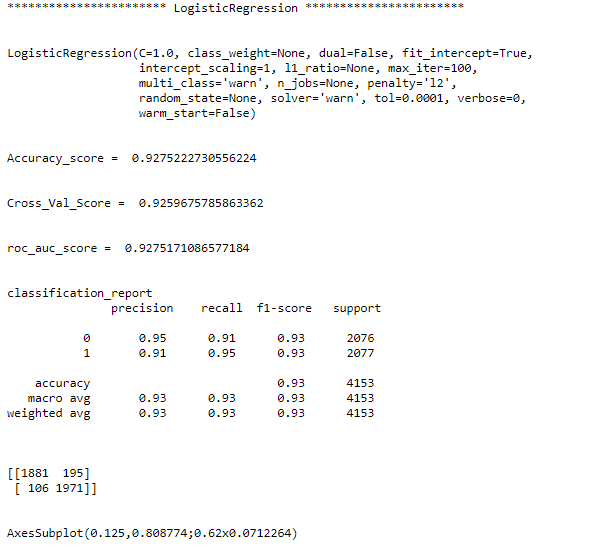 *********************** LogisticRegression ***********************
LogisticRegression(C=1.0, class_weight=None, dual=False, fit_intercept=True,
intercept_scaling=1, l1_ratio=None, max_iter=100,
multi_class='warn', n_jobs=None, penalty='l2',
random_state=None, solver='warn', tol=0.0001, verbose=0,
warm_start=False)
Accuracy_score =  0.9275222730556224
Cross_Val_Score =  0.9259675785863362
roc_auc_score =  0.9275171086577184
classification_report
precision    recall  f1-score   support
0       0.95      0.91      0.93      2076
1       0.91      0.95      0.93      2077
accuracy                           0.93      4153
macro avg       0.93      0.93      0.93      4153
weighted avg       0.93      0.93      0.93      4153
[[1881  195]
[ 106 1971]]
AxesSubplot(0.125,0.808774;0.62x0.0712264)